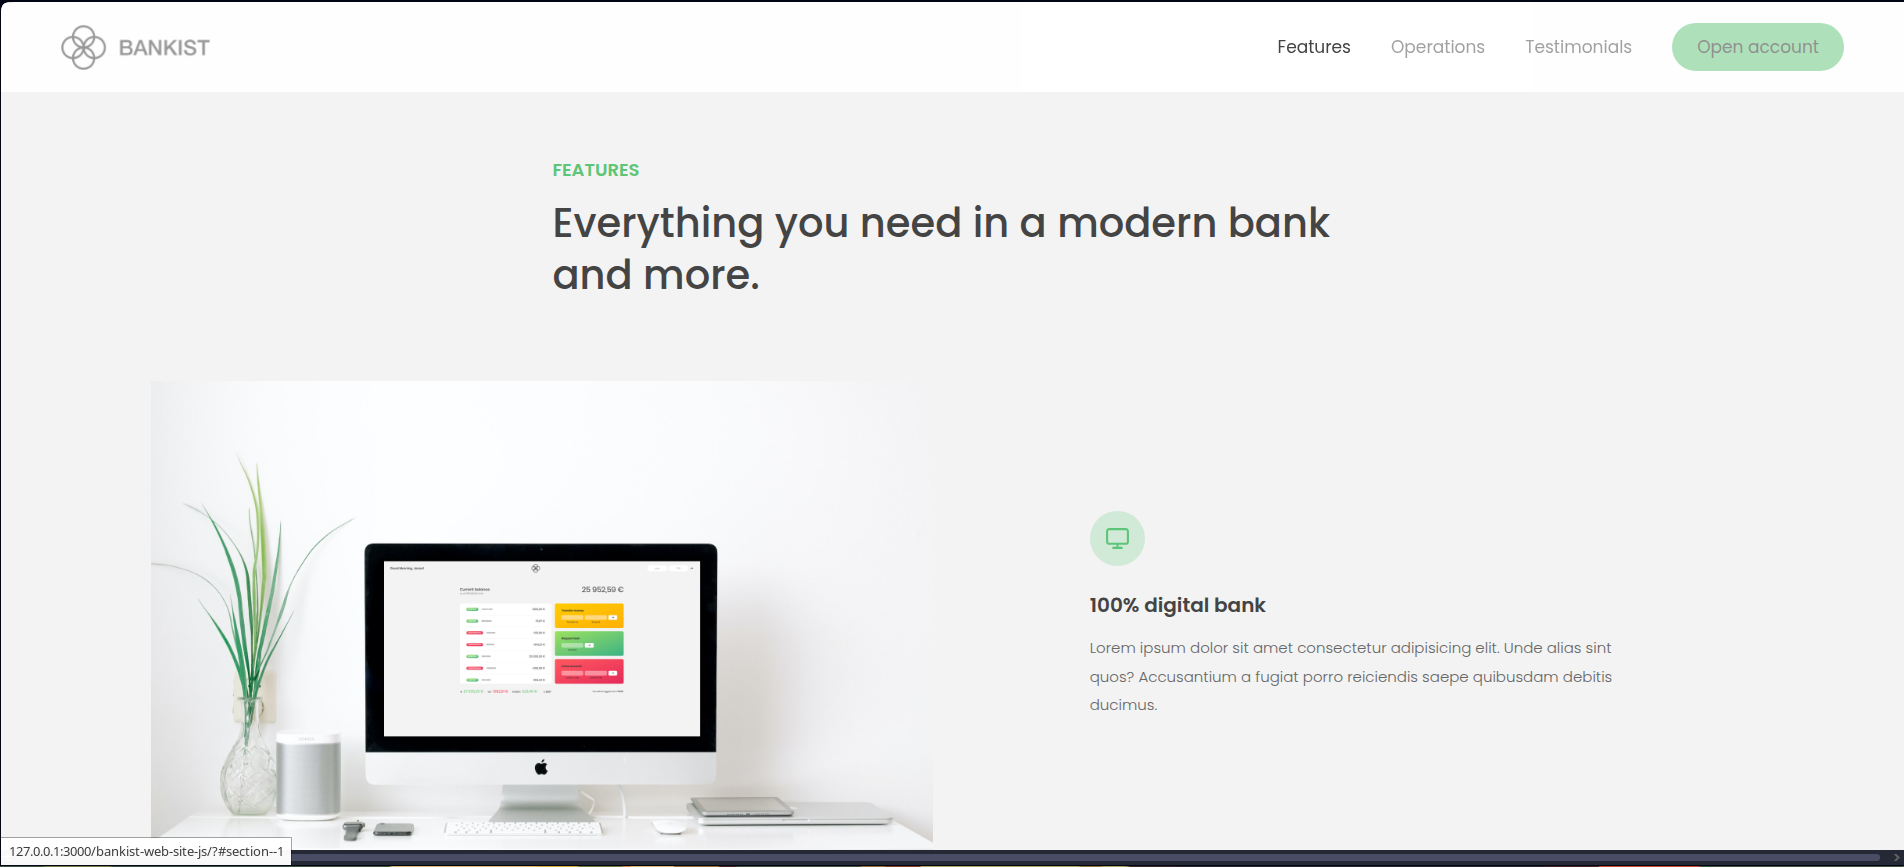 BANKIST
Features
Operations
Testimonials
Open account
FEATURES
Everything you need in a modern bank
and more.
25 952,59 €
100% digital bank
Lorem ipsum dolor sit amet consectetur adipisicing elit. Unde alias sint
quos? Accusantium a fugiat porro reiciendis saepe quibusdam debitis
ducimus.
127.0.0.1:3000/bankist-web-site-js/?#section--1